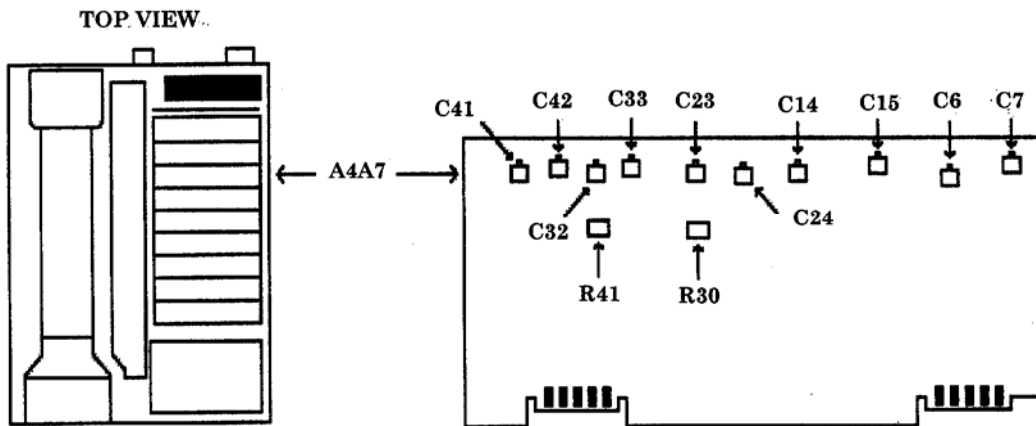 TOP VIEW
C41 C42 C33 C23 C14 C15 C6 C7
A4A7
C32 C24
R41 R30